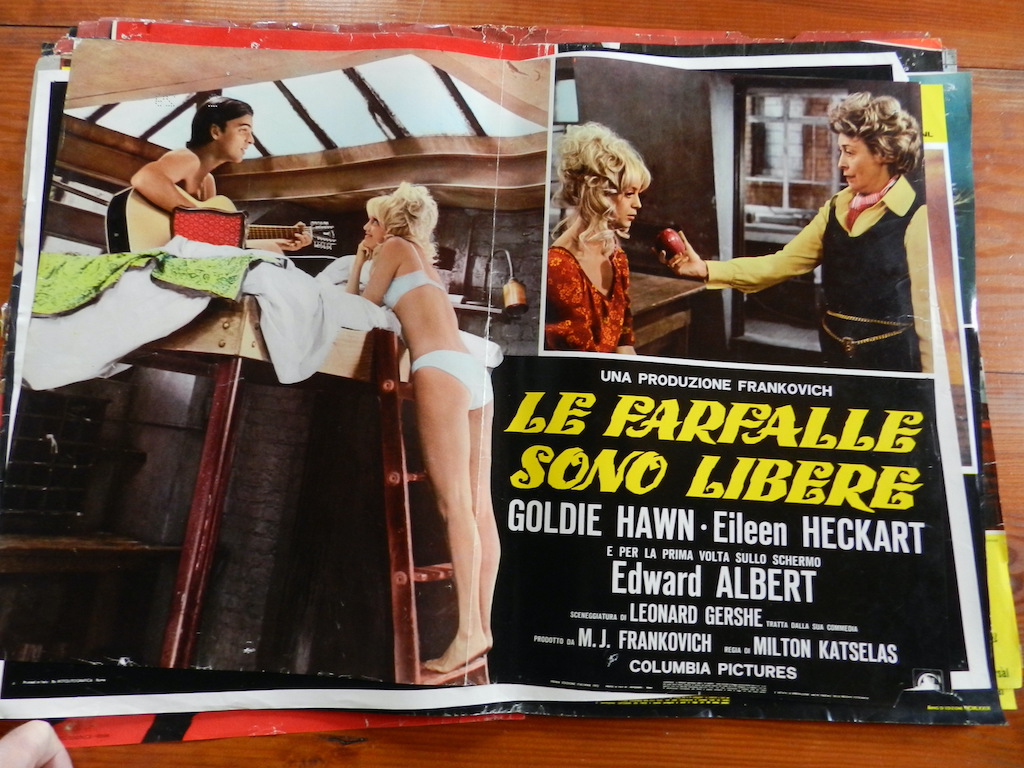 UNA PRODUZIONE FRANKOVICH
LE FARFALLE
SONO LIBERE
GOLDIE HAWN · Eileen HECKART
E PER LA PRIMA VOLTA SULLO SCHERMO
Edward ALBERT
SCENEGGIATURA DI LEONARD GERSHE TRATTA DALLA SUA COMMEDIA
PRODOTTO DA M.J. FRANKOVICH REGIA DI MILTON KATSELAS
COLUMBIA PICTURES